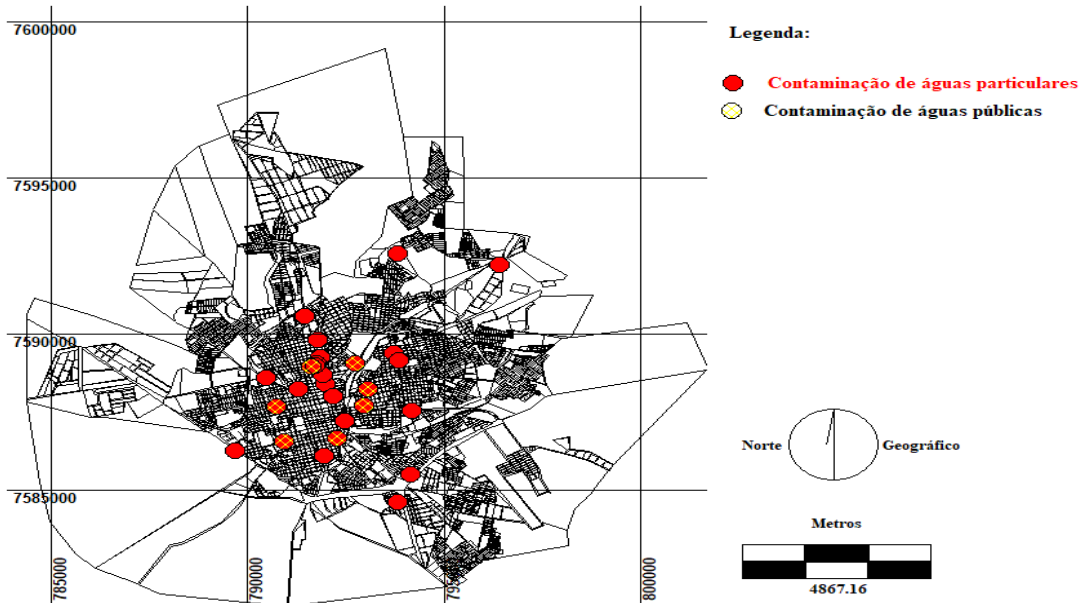 7600000
Legenda:
Contaminação de águas particulares
Contaminação de águas públicas
7595000
7590000
Norte
Geográfico
7585000
Metros
4867.16
785000
790000
800000